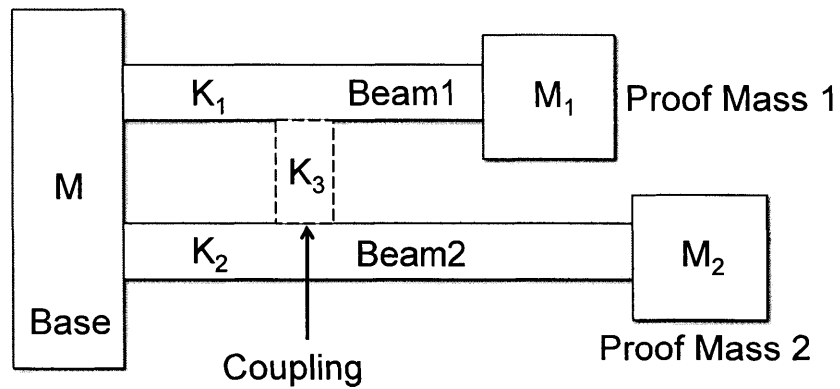 K₁ Beam1 M₁ Proof Mass 1
K₃
M
K₂ Beam2 M₂
Base
Proof Mass 2
Coupling